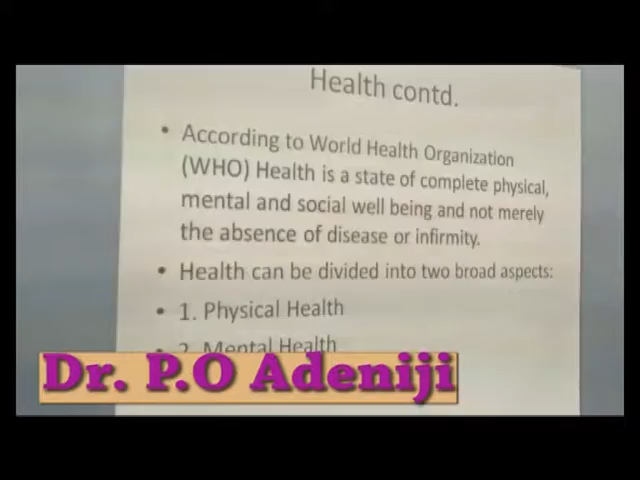 Health contd.
• According to World Health Organization
(WHO) Health is a state of complete physical,
mental and social well being and not merely
the absence of disease or infirmity.
• Health can be divided into two broad aspects:
• 1. Physical Health
• 2. Mental Health
Dr. P.O Adeniji